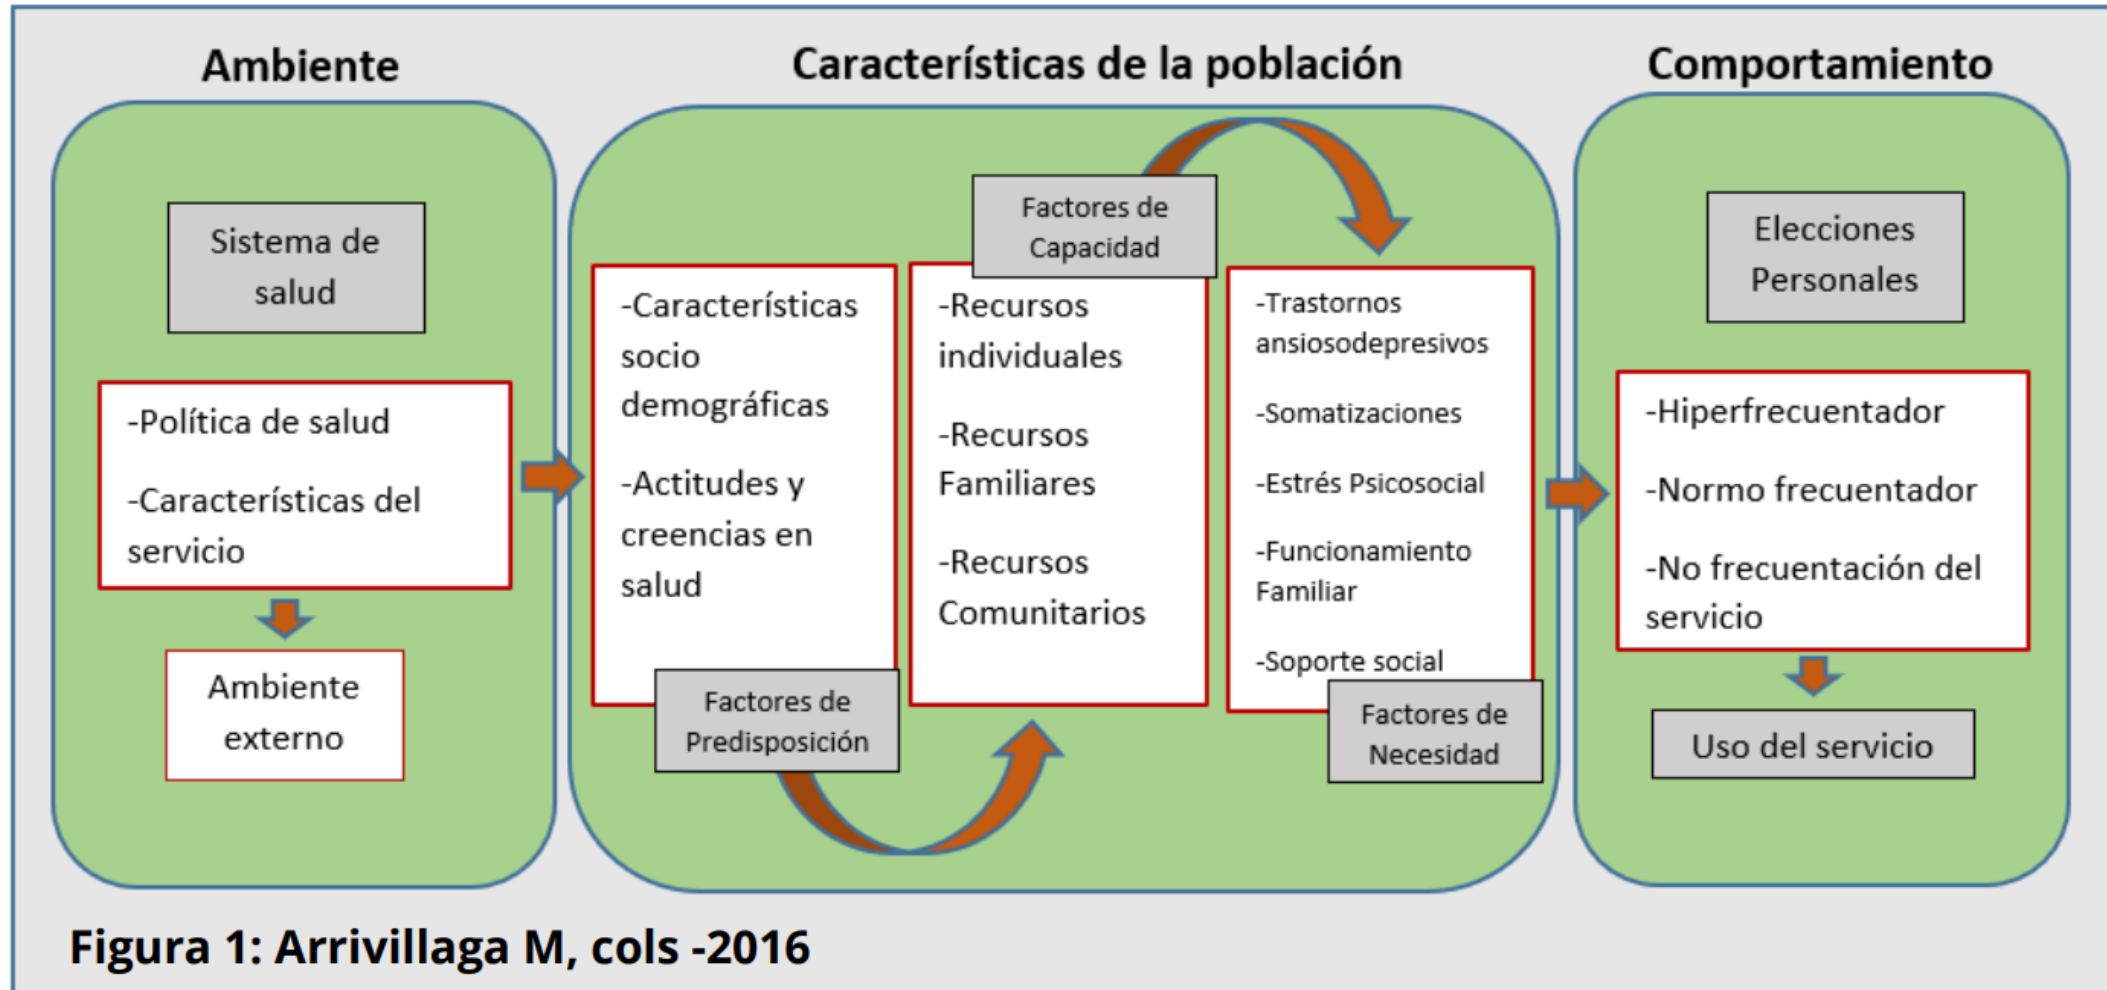 Ambiente
Características de la población
Comportamiento
Sistema de
salud
-Política de salud
-Características del
servicio
Ambiente
externo
-Características
socio
demográficas
-Actitudes y
creencias en
salud
Factores de
Predisposición
Factores de
Capacidad
-Recursos
individuales
-Recursos
Familiares
-Recursos
Comunitarios
-Trastornos
ansiosodepresivos
-Somatizaciones
-Estrés Psicosocial
-Funcionamiento
Familiar
-Soporte social
Factores de
Necesidad
Elecciones
Personales
-Hiperfrecuentador
-Normo frecuentador
-No frecuentación del
servicio
Uso del servicio
Figura 1: Arrivillaga M, cols -2016